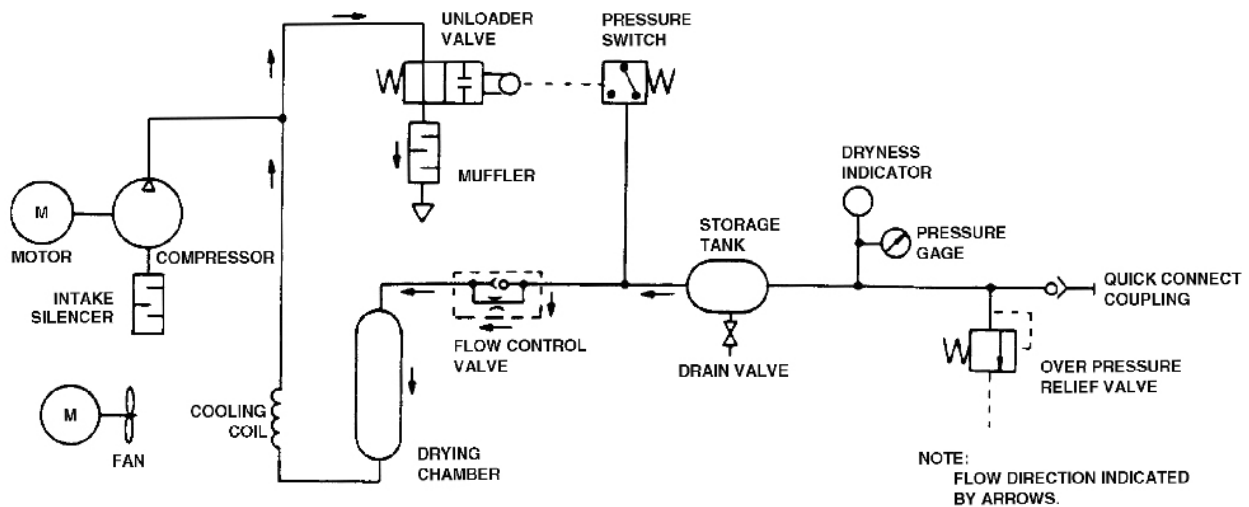 UNLOADER
VALVE
PRESSURE
SWITCH
MUFFLER
DRYNESS
INDICATOR
PRESSURE
GAGE
M
MOTOR
COMPRESSOR
INTAKE
SILENCER
STORAGE
TANK
QUICK CONNECT
COUPLING
FLOW CONTROL
VALVE
DRAIN VALVE
OVER PRESSURE
RELIEF VALVE
M
FAN
COOLING
COIL
DRYING
CHAMBER
NOTE:
FLOW DIRECTION INDICATED
BY ARROWS.